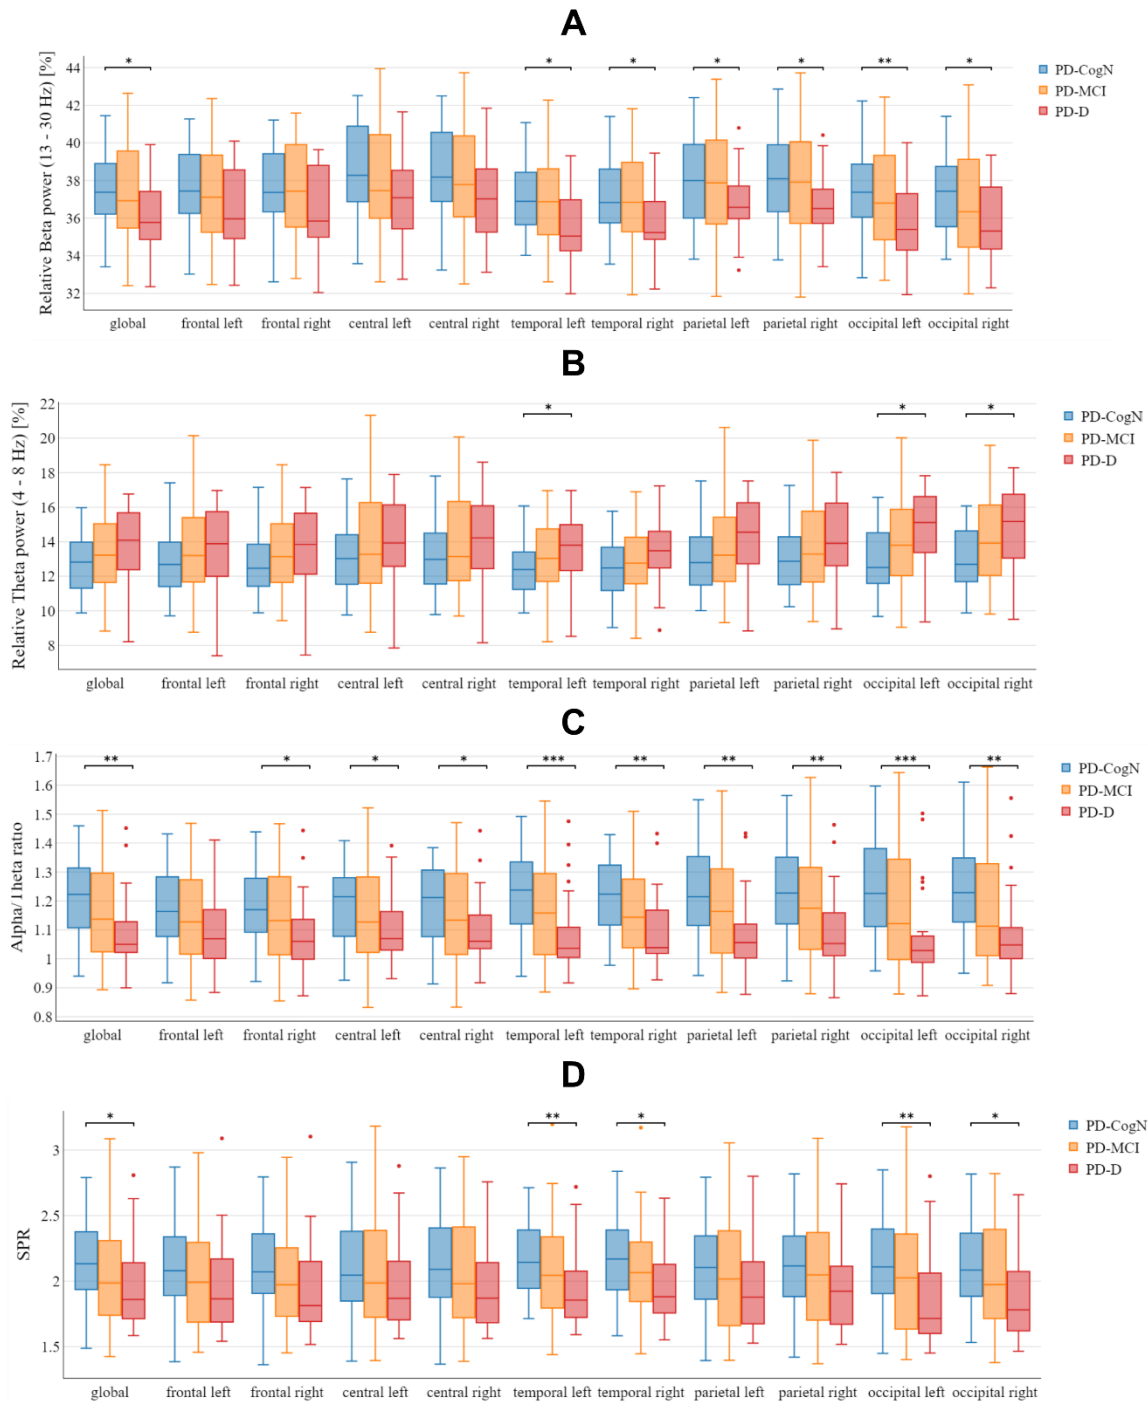 A
Relative Beta power (13 - 30 Hz) [%]
44
42
40
38
36
34
32
* * * * * ** *
PD-CogN
PD-MCI
PD-D
global frontal left frontal right central left central right temporal left temporal right parietal left parietal right occipital left occipital right
B
Relative Theta power (4 - 8 Hz) [%]
22
20
18
16
14
12
10
8
* * *
PD-CogN
PD-MCI
PD-D
global frontal left frontal right central left central right temporal left temporal right parietal left parietal right occipital left occipital right
C
Alpha/Theta ratio
1.7
1.6
1.5
1.4
1.3
1.2
1.1
1
0.9
0.8
** * * * *** ** ** ** *** **
PD-CogN
PD-MCI
PD-D
global frontal left frontal right central left central right temporal left temporal right parietal left parietal right occipital left occipital right
D
SPR
3
2.5
2
1.5
* ** * ** *
PD-CogN
PD-MCI
PD-D
global frontal left frontal right central left central right temporal left temporal right parietal left parietal right occipital left occipital right